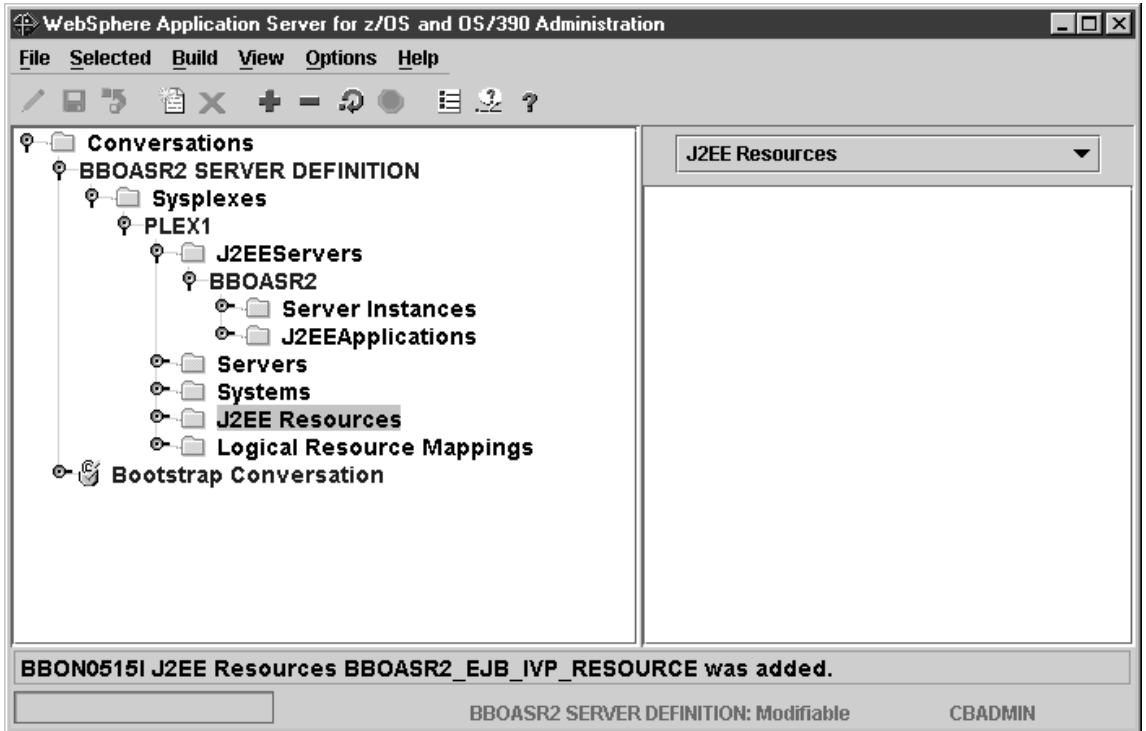 WebSphere Application Server for z/OS and OS/390 Administration
File Selected Build View Options Help
Conversations
J2EE Resources
BBOASR2 SERVER DEFINITION
Sysplexes
PLEX1
J2EEServers
BBOASR2
Server Instances
J2EEApplications
Servers
Systems
J2EE Resources
Logical Resource Mappings
Bootstrap Conversation
BBON0515I J2EE Resources BBOASR2_EJB_IVP_RESOURCE was added.
BBOASR2 SERVER DEFINITION: Modifiable CBADMIN